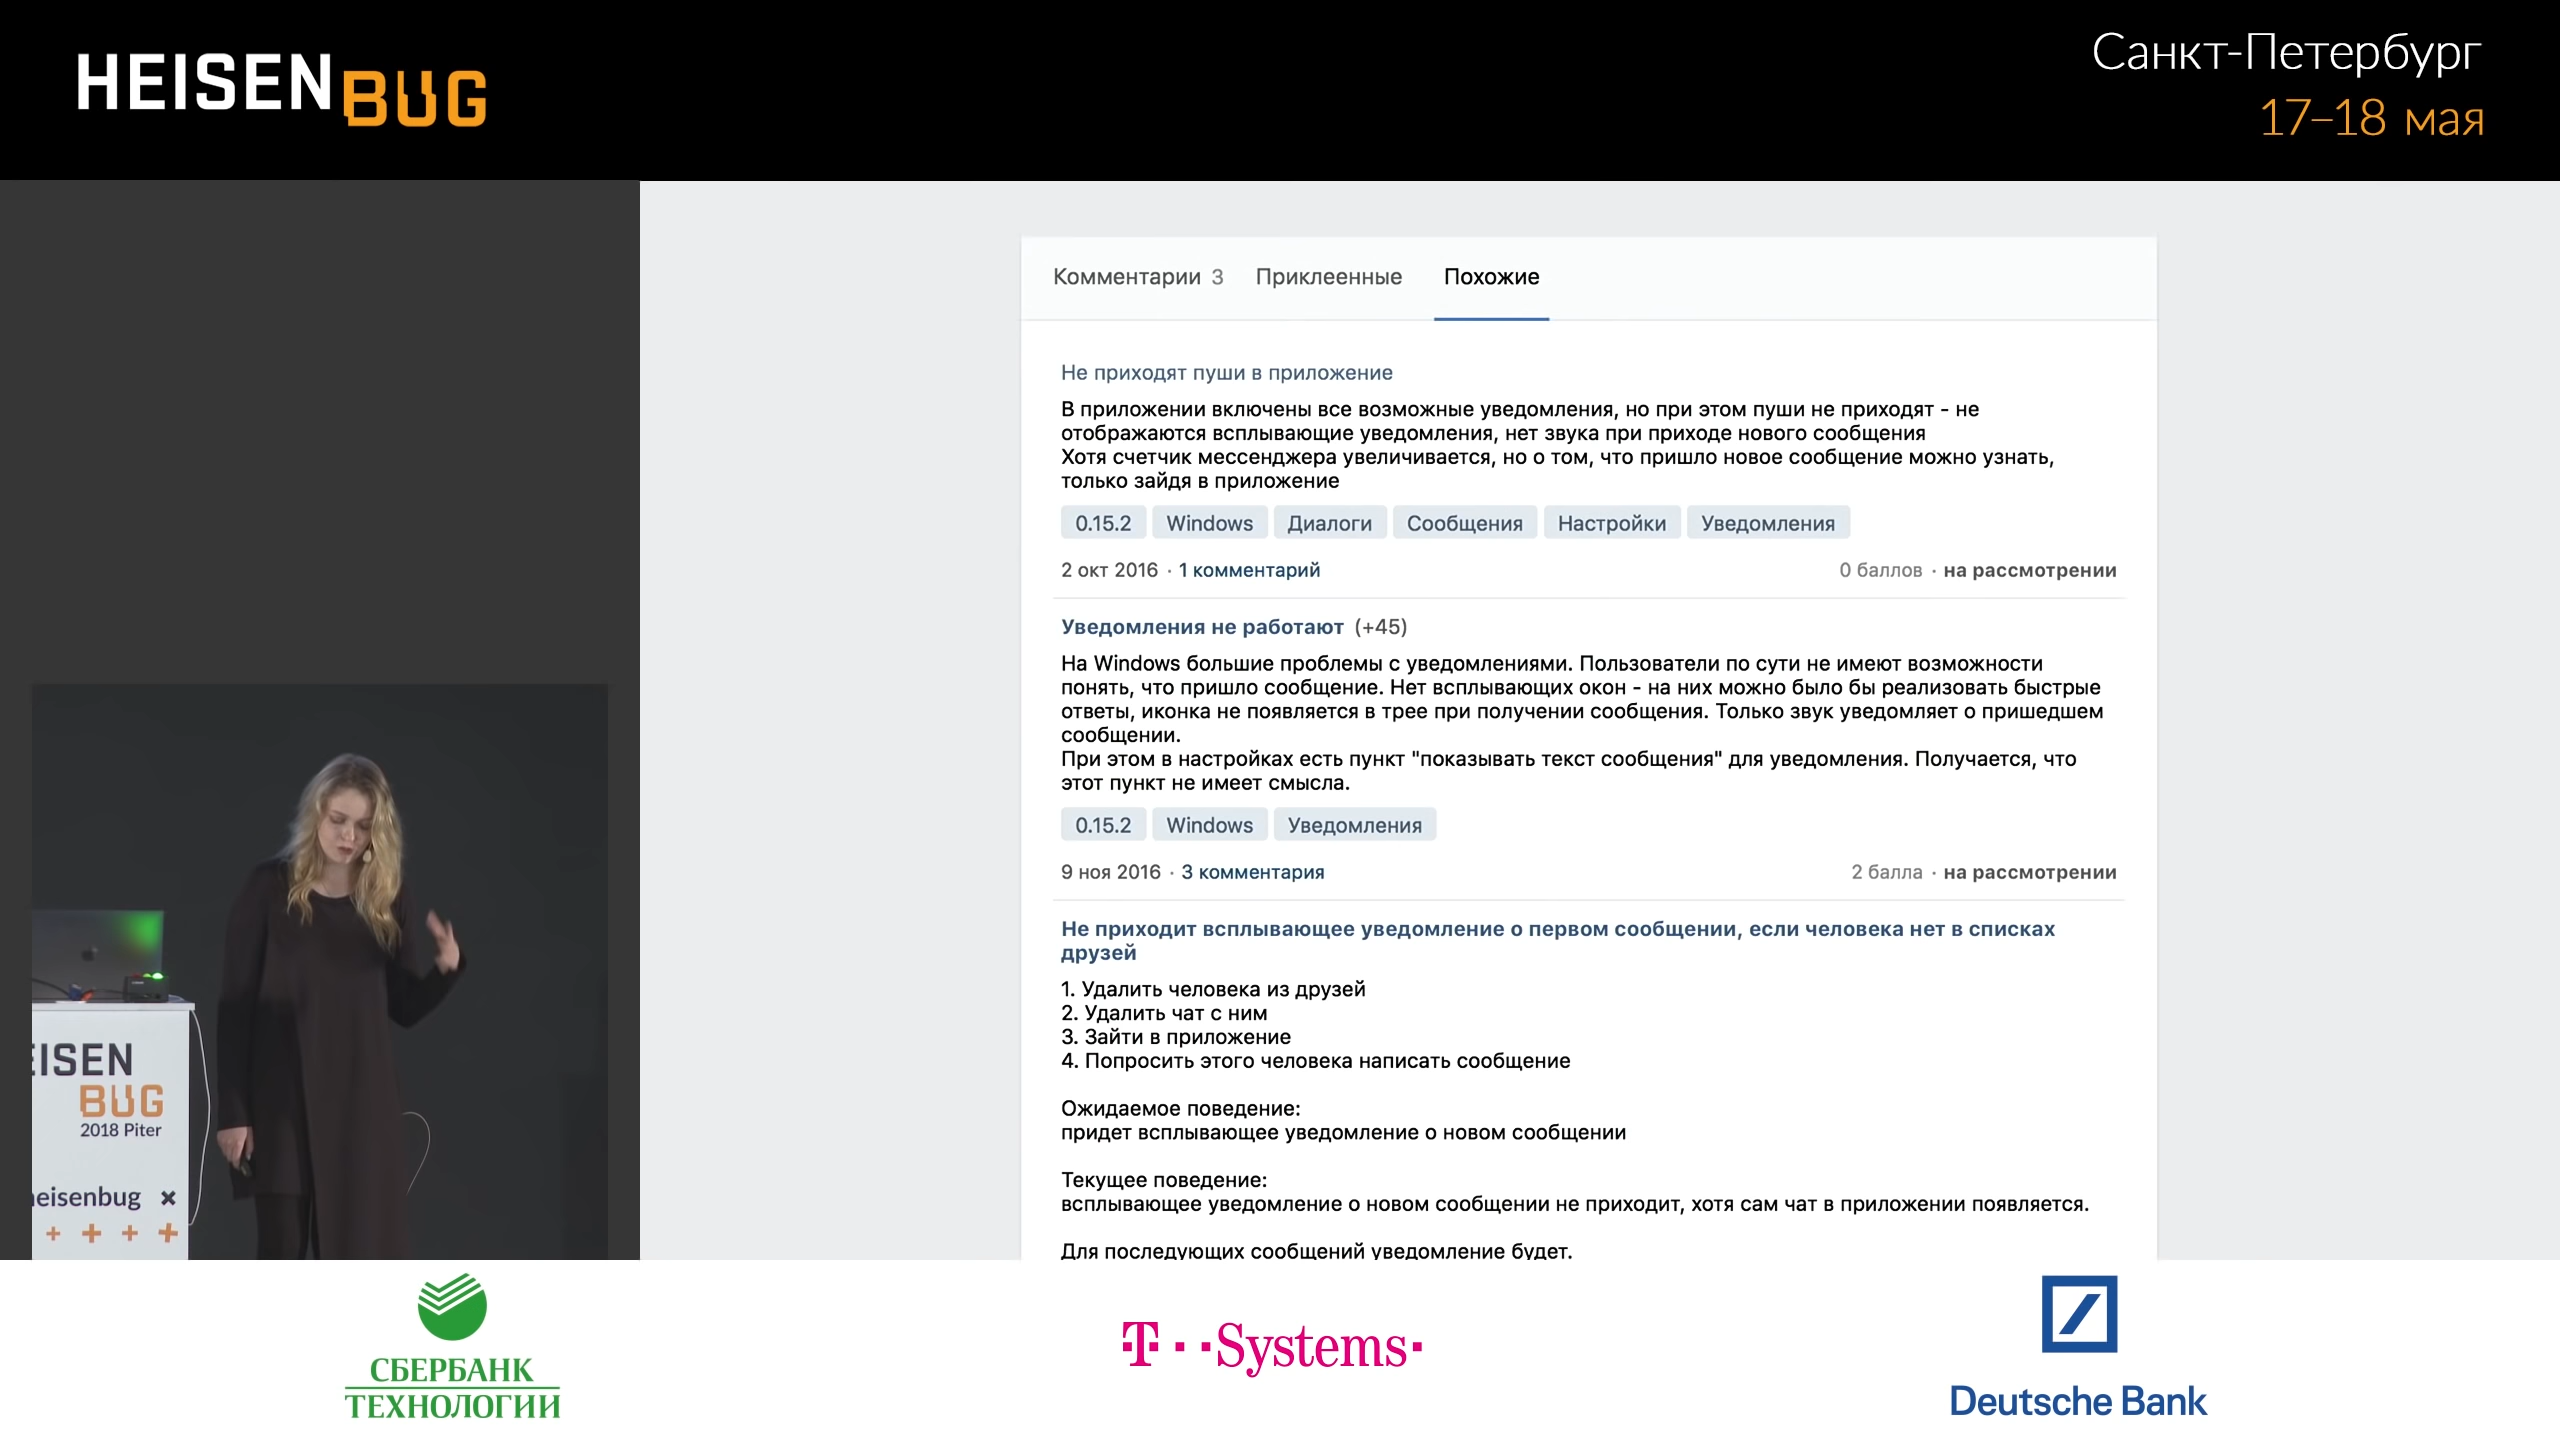 HEISENBUG
Санкт-Петербург
17–18 мая
Комментарии 3 Приклеенные Похожие
Не приходят пуши в приложение
В приложении включены все возможные уведомления, но при этом пуши не приходят - не
отображаются всплывающие уведомления, нет звука при приходе нового сообщения
Хотя счетчик мессенджера увеличивается, но о том, что пришло новое сообщение можно узнать,
только зайдя в приложение
0.15.2 Windows Диалоги Сообщения Настройки Уведомления
2 окт 2016 · 1 комментарий 0 баллов · на рассмотрении
Уведомления не работают (+45)
На Windows большие проблемы с уведомлениями. Пользователи по сути не имеют возможности
понять, что пришло сообщение. Нет всплывающих окон - на них можно было бы реализовать быстрые
ответы, иконка не появляется в трее при получении сообщения. Только звук уведомляет о пришедшем
сообщении.
При этом в настройках есть пункт "показывать текст сообщения" для уведомления. Получается, что
этот пункт не имеет смысла.
0.15.2 Windows Уведомления
9 ноя 2016 · 3 комментария 2 балла · на рассмотрении
Не приходит всплывающее уведомление о первом сообщении, если человека нет в списках
друзей
1. Удалить человека из друзей
2. Удалить чат с ним
3. Зайти в приложение
4. Попросить этого человека написать сообщение
Ожидаемое поведение:
придет всплывающее уведомление о новом сообщении
Текущее поведение:
всплывающее уведомление о новом сообщении не приходит, хотя сам чат в приложении появляется.
Для последующих сообщений уведомление будет.
EISEN
BUG
2018 Piter
heisenbug
СБЕРБАНК
ТЕХНОЛОГИИ
T··Systems·
Deutsche Bank